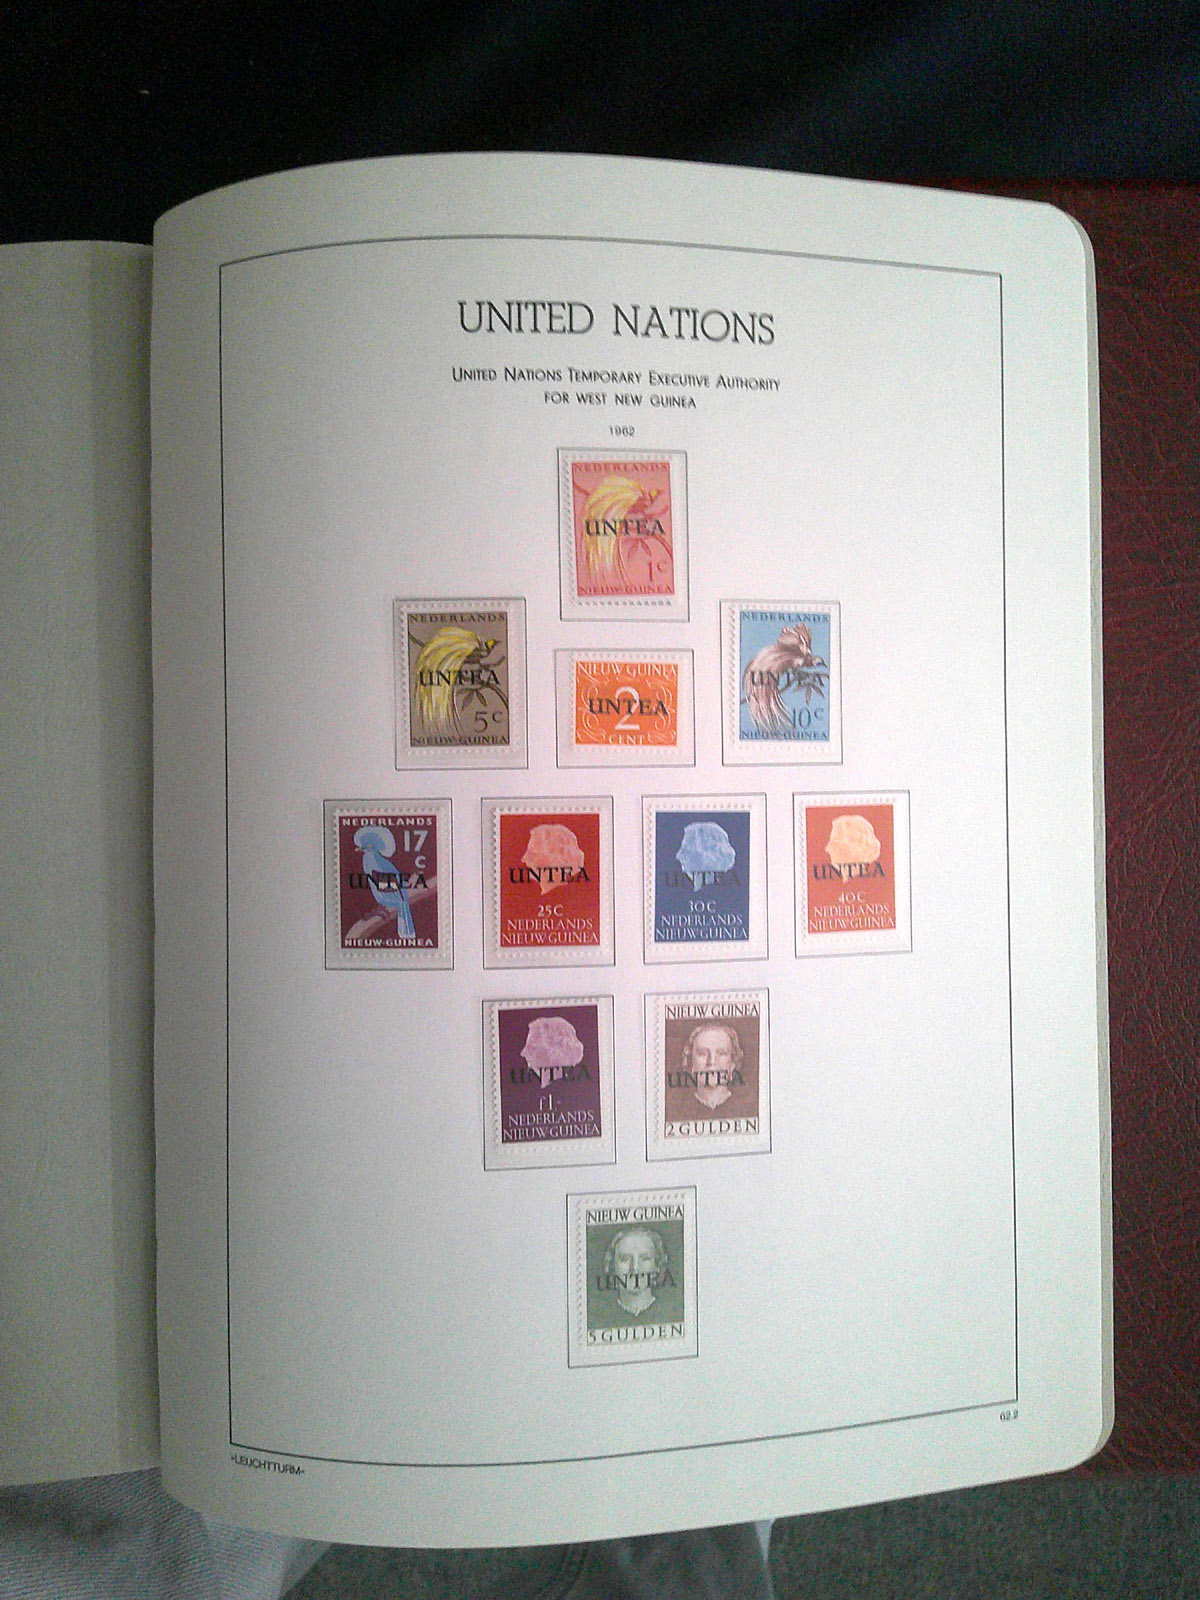 UNITED NATIONS
UNITED NATIONS TEMPORARY EXECUTIVE AUTHORITY
FOR WEST NEW GUINEA
1962
NEDERLANDS
UNTEA
1c
NIEUW-GUINEA
NEDERLANDS
UNTEA
5c
NIEUW-GUINEA
NIEUW GUINEA
2
UNTEA
CENT
NEDERLANDS
UNTEA
10c
NIEUW-GUINEA
NEDERLANDS
17
c
UNTEA
NIEUW-GUINEA
UNTEA
25C
NEDERLANDS
NIEUW GUINEA
UNTEA
30C
NEDERLANDS
NIEUW GUINEA
UNTEA
40C
NEDERLANDS
NIEUW GUINEA
UNTEA
f1.-
NEDERLANDS
NIEUW GUINEA
NIEUW GUINEA
UNTEA
2 GULDEN
NIEUW GUINEA
UNTEA
5 GULDEN
62.2
»LEUCHTTURM«